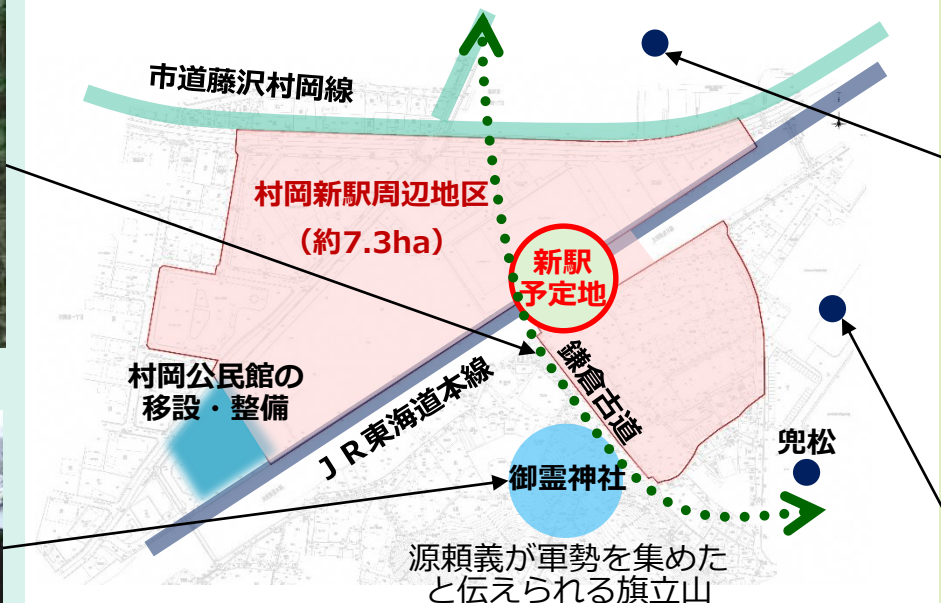 市道藤沢村岡線
村岡新駅周辺地区
（約7.3ha）
新駅
予定地
村岡公民館の
移設・整備
ＪＲ東海道本線
鎌倉古道
兜松
御霊神社
源頼義が軍勢を集めた
と伝えられる旗立山